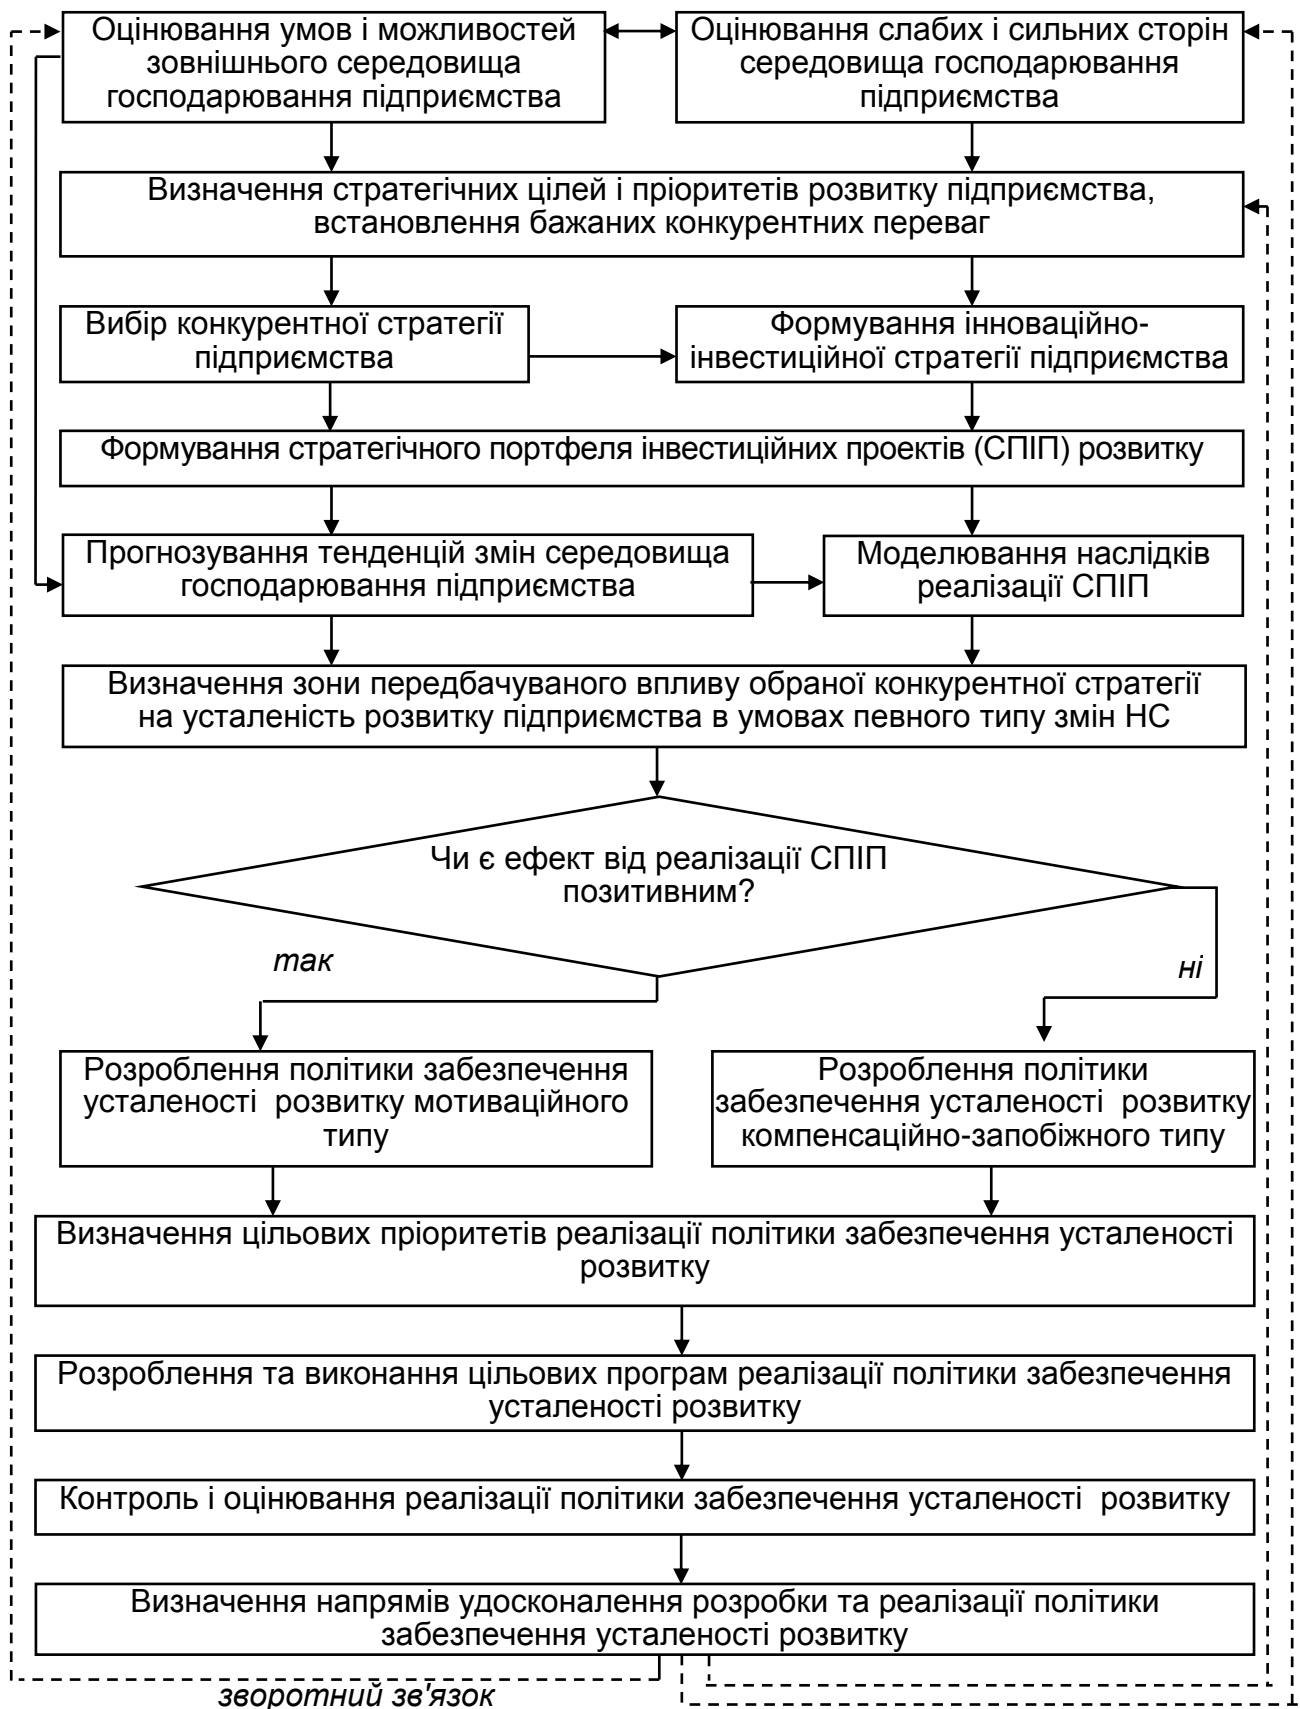 Оцінювання умов і можливостей
зовнішнього середовища
господарювання підприємства
Оцінювання слабих і сильних сторін
середовища господарювання
підприємства
Визначення стратегічних цілей і пріоритетів розвитку підприємства,
встановлення бажаних конкурентних переваг
Вибір конкурентної стратегії
підприємства
Формування інноваційно-
інвестиційної стратегії підприємства
Формування стратегічного портфеля інвестиційних проектів (СПІП) розвитку
Прогнозування тенденцій змін середовища
господарювання підприємства
Моделювання наслідків
реалізації СПІП
Визначення зони передбачуваного впливу обраної конкурентної стратегії
на усталеність розвитку підприємства в умовах певного типу змін НС
Чи є ефект від реалізації СПІП
позитивним?
так
ні
Розроблення політики забезпечення
усталеності розвитку мотиваційного
типу
Розроблення політики
забезпечення усталеності розвитку
компенсаційно-запобіжного типу
Визначення цільових пріоритетів реалізації політики забезпечення усталеності
розвитку
Розроблення та виконання цільових програм реалізації політики забезпечення
усталеності розвитку
Контроль і оцінювання реалізації політики забезпечення усталеності розвитку
Визначення напрямів удосконалення розробки та реалізації політики
забезпечення усталеності розвитку
зворотний зв'язок